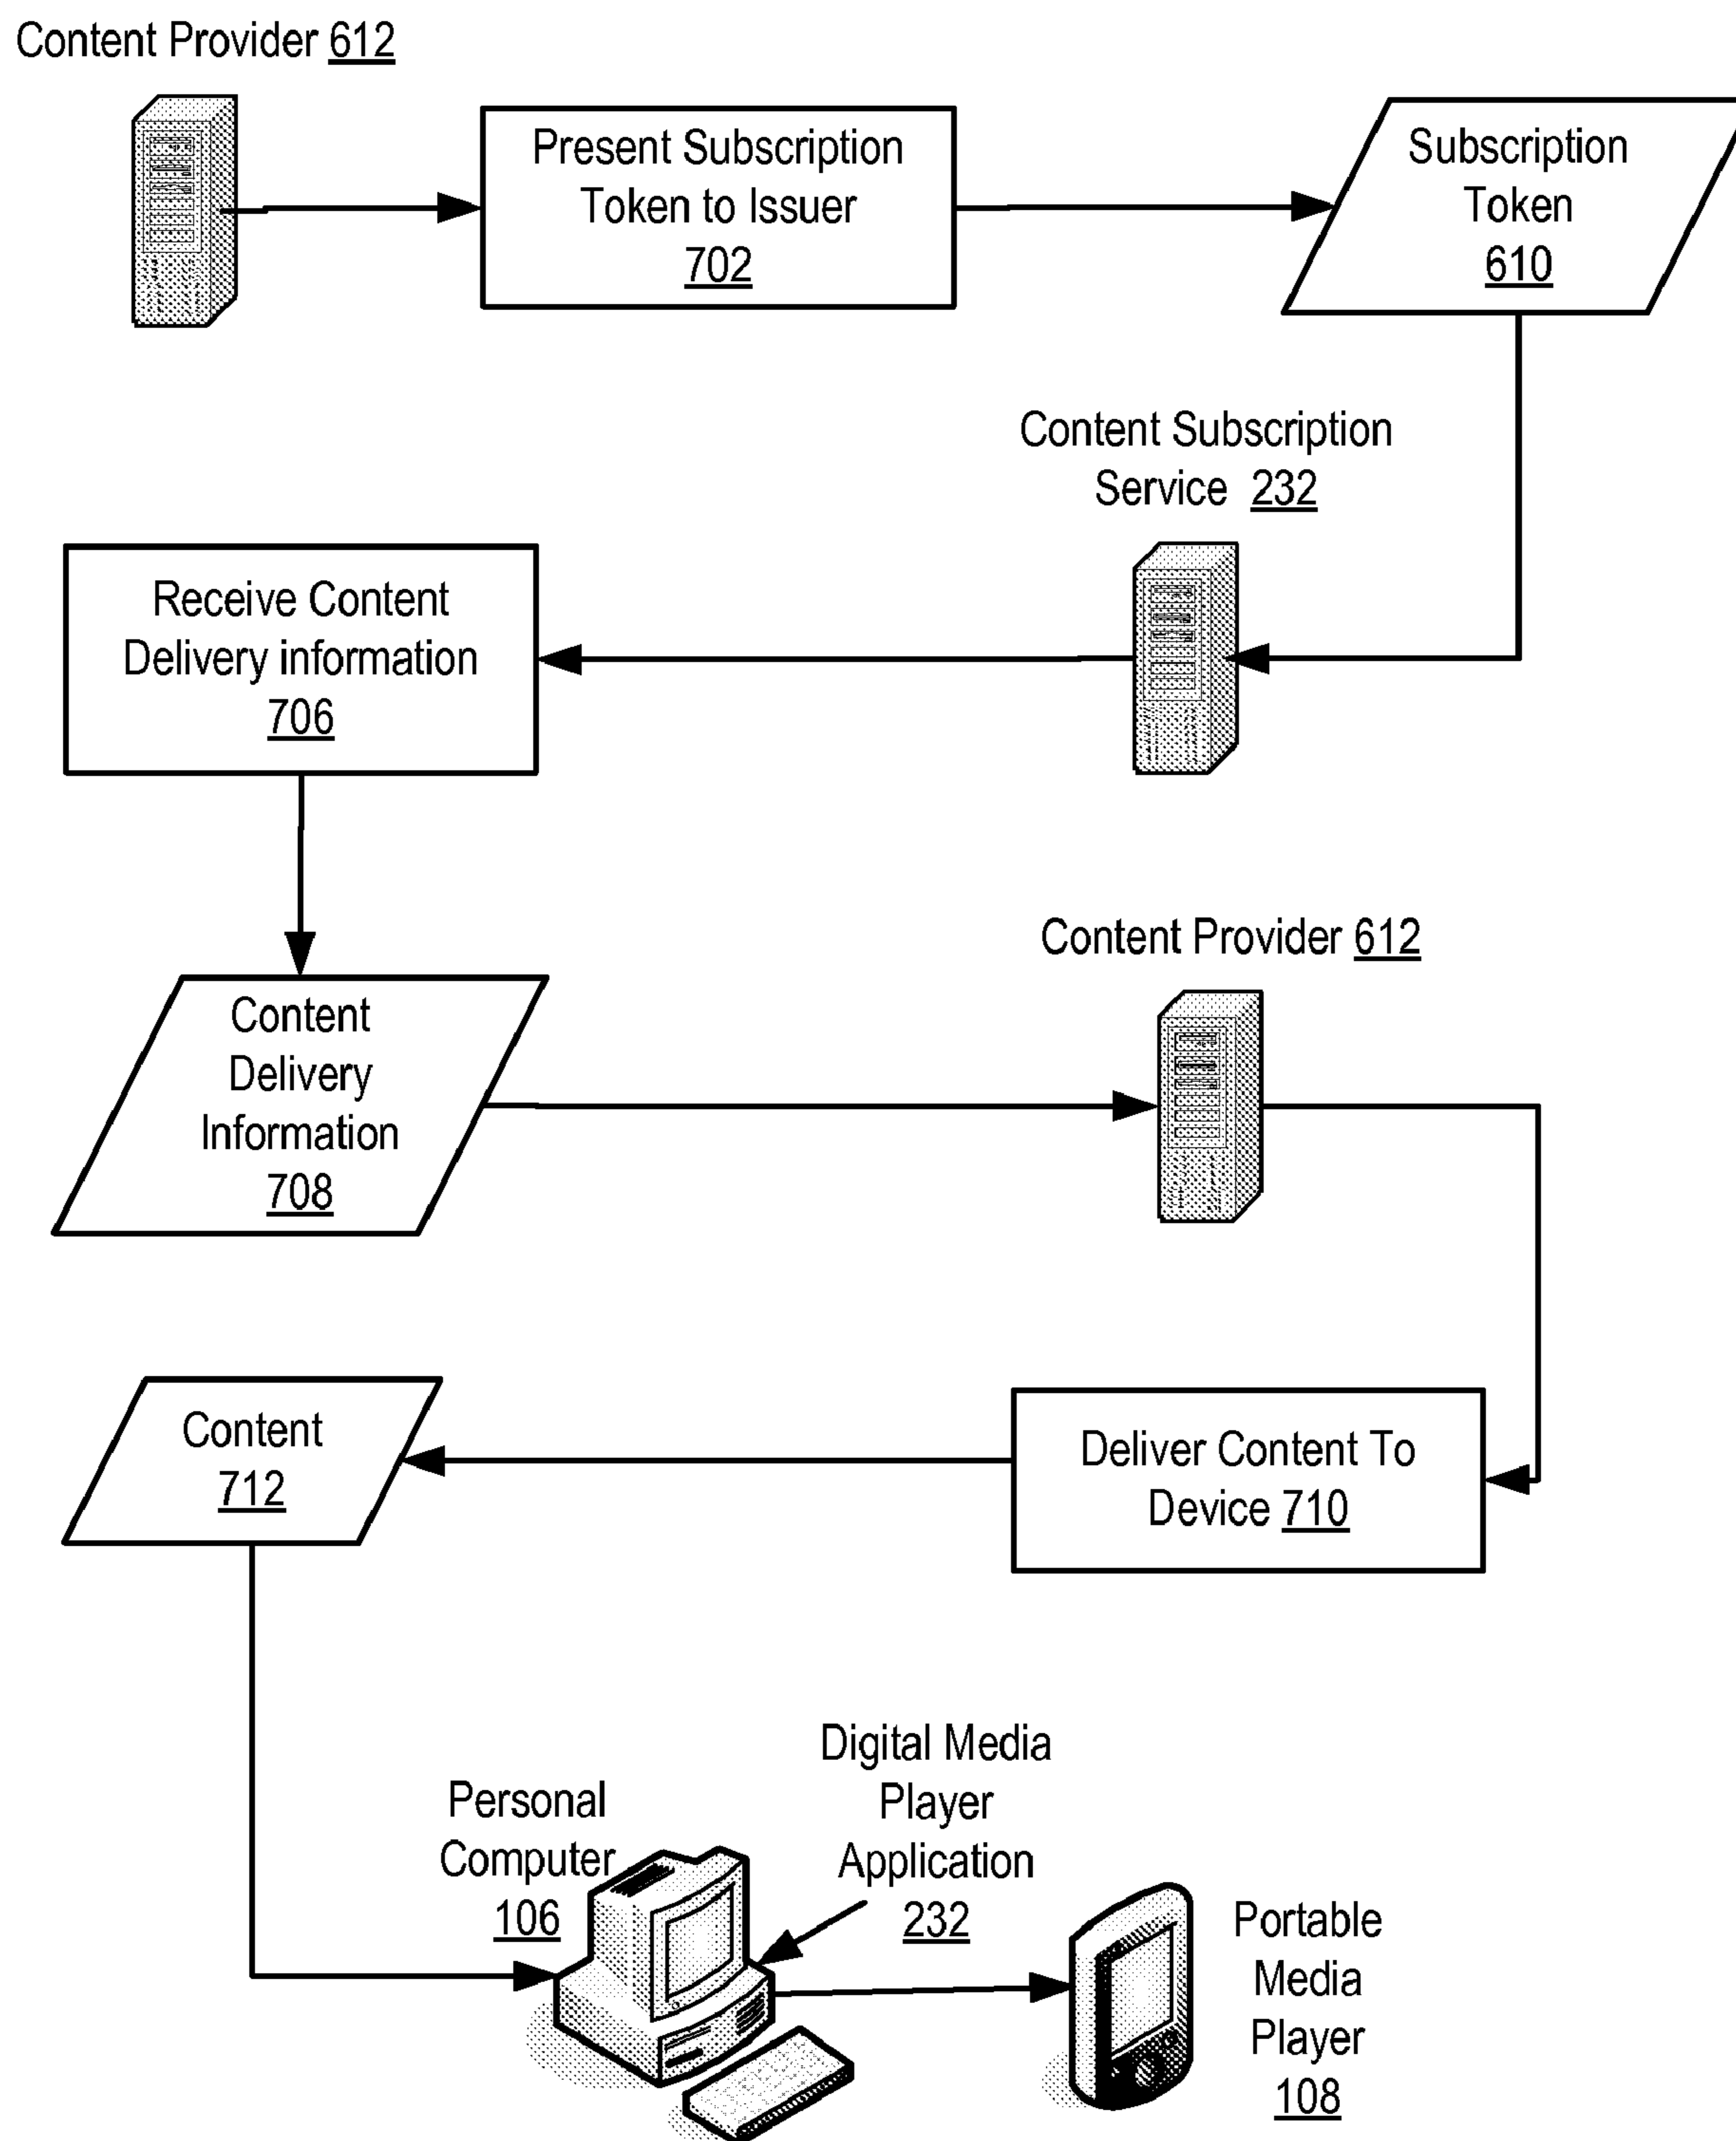 Content Provider 612
Present Subscription
Token to Issuer
702
Subscription
Token
610
Content Subscription
Service 232
Receive Content
Delivery information
706
Content Provider 612
Content
Delivery
Information
708
Content
712
Deliver Content To
Device 710
Personal
Computer
106
Digital Media
Player
Application
232
Portable
Media
Player
108